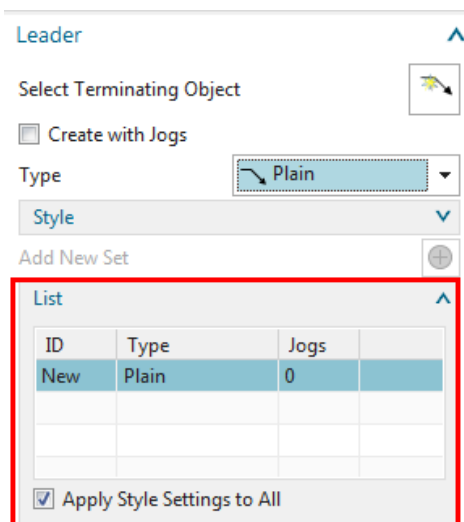 Leader
Select Terminating Object
Create with Jogs
Type Plain
Style
Add New Set
List
ID Type Jogs
New Plain 0
Apply Style Settings to All